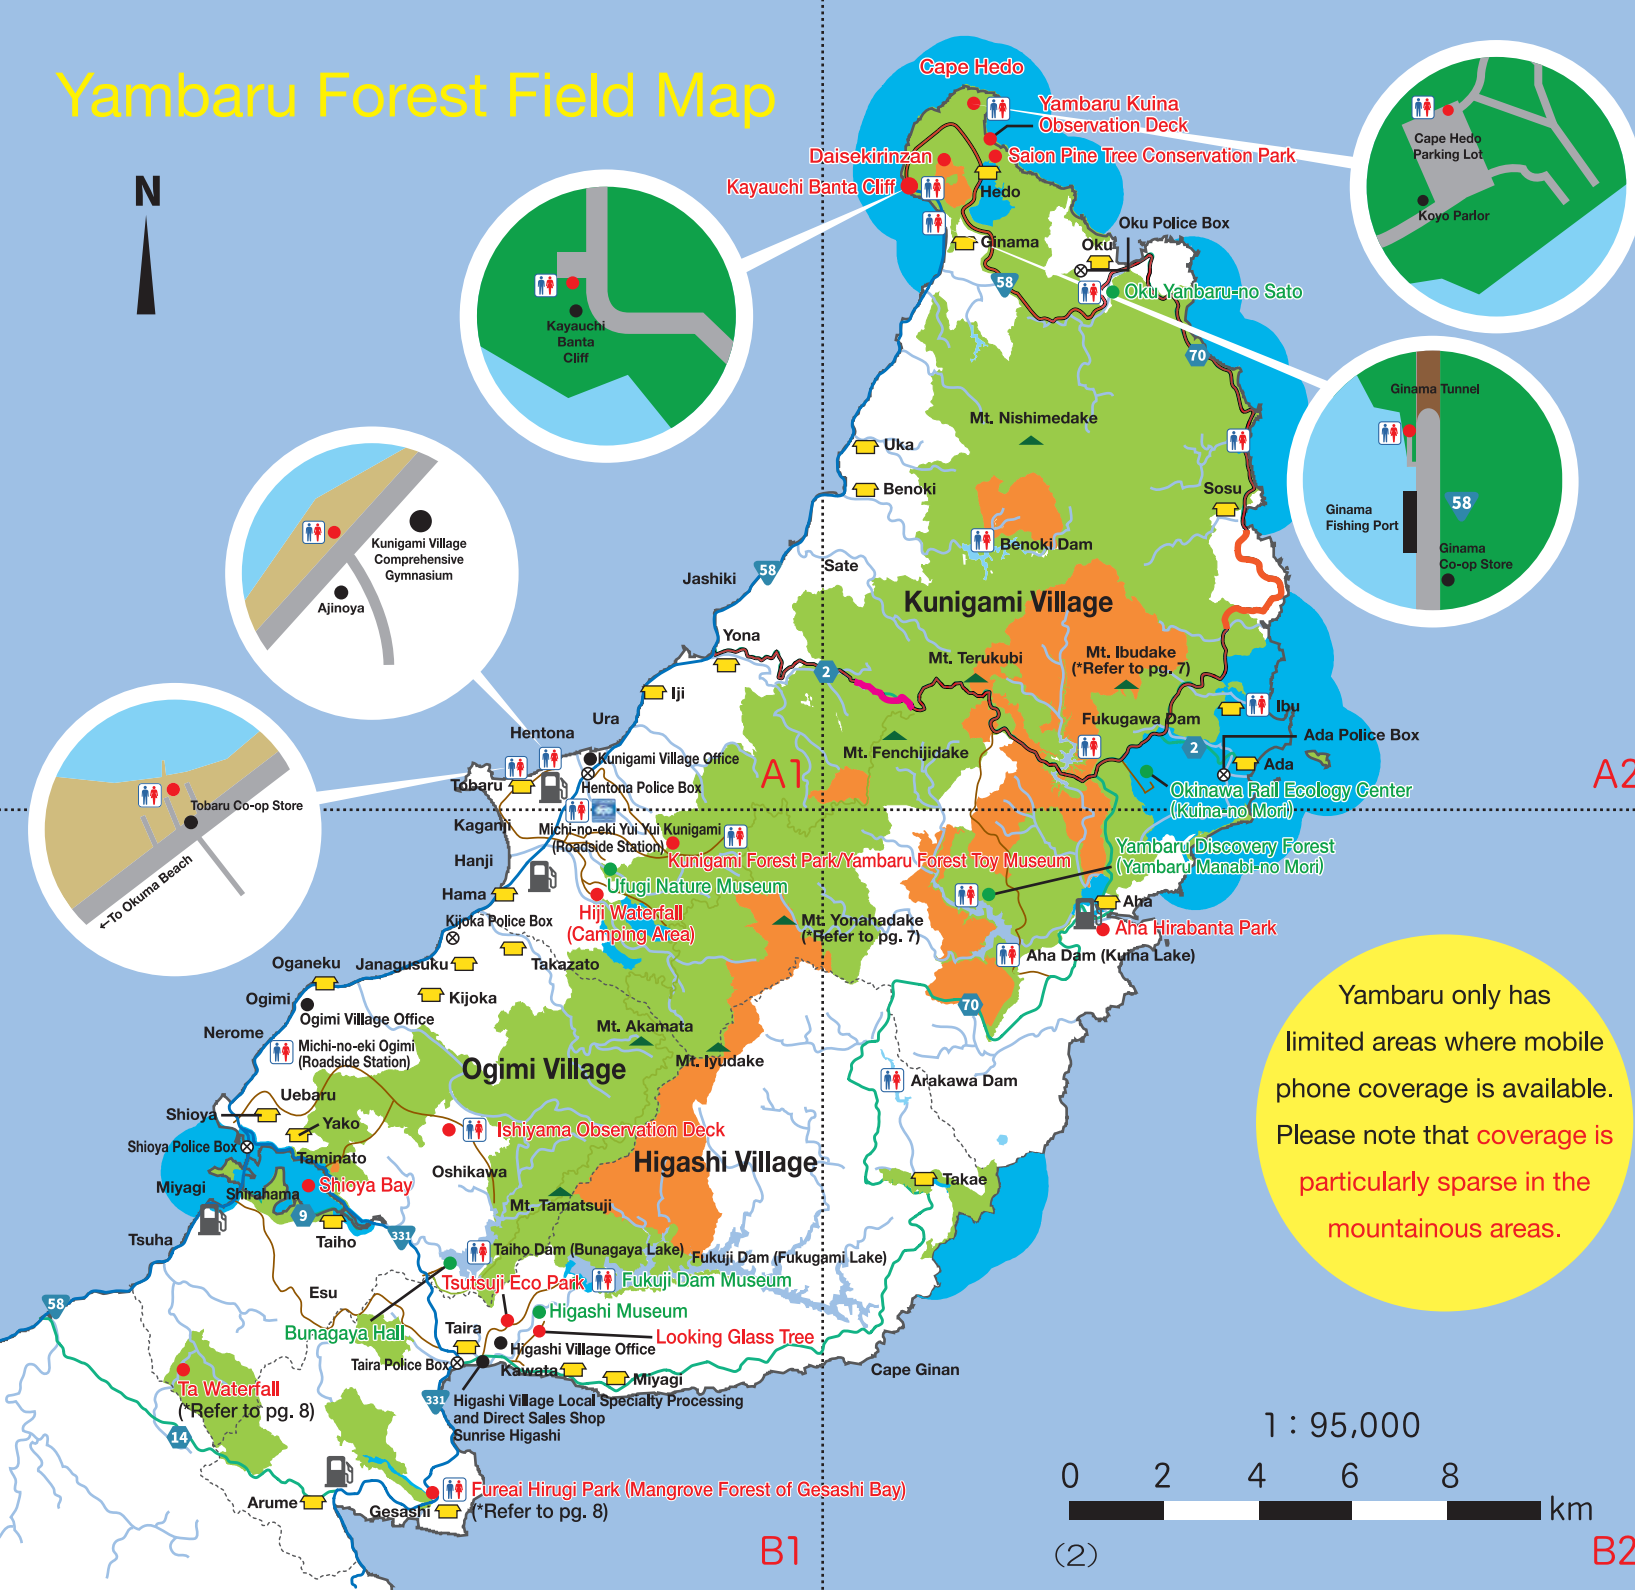 Yambaru Forest Field Map
N
Cape Hedo
Yambaru Kuina
Observation Deck
Daisekirinzan
Saion Pine Tree Conservation Park
Kayauchi Banta Cliff
Hedo
Ginama
Oku
Oku Police Box
58
Oku Yanbaru-no Sato
70
Cape Hedo
Parking Lot
Koyo Parlor
Kayauchi
Banta
Cliff
Ginama Tunnel
58
Ginama
Fishing Port
Ginama
Co-op Store
Mt. Nishimedake
Uka
Benoki
Sosu
Benoki Dam
Kunigami Village
Comprehensive
Gymnasium
Ajinoya
58
Jashiki
Sate
Kunigami Village
Yona
Mt. Terukubi
Mt. Ibudake
(*Refer to pg. 7)
2
Iji
Ura
Ibu
Fukugawa Dam
Hentona
Mt. Fenchijidake
2
Ada Police Box
Kunigami Village Office
Ada
A1
A2
Tobaru
Hentona Police Box
Okinawa Rail Ecology Center
(Kuina-no Mori)
Tobaru Co-op Store
←To Okuma Beach
Kaganji
Michi-no-eki Yui Yui Kunigami
(Roadside Station)
Hanji
Kunigami Forest Park/Yambaru Forest Toy Museum
Yambaru Discovery Forest
(Yambaru Manabi-no Mori)
Ufugi Nature Museum
Hama
Hiji Waterfall
(Camping Area)
Aha
Kijoka Police Box
Mt. Yonahadake
(*Refer to pg. 7)
Aha Hirabanta Park
Takazato
Aha Dam (Kuina Lake)
Oganeku
Janagusuku
Kijoka
Ogimi
Ogimi Village Office
70
Nerome
Mt. Akamata
Michi-no-eki Ogimi
(Roadside Station)
Mt. Iyudake
Ogimi Village
Arakawa Dam
Uebaru
Shioya
Yako
Ishiyama Observation Deck
Shioya Police Box
Taminato
Oshikawa
Higashi Village
Miyagi
Shirahama
Shioya Bay
Takae
Mt. Tamatsuji
9
Tsuha
Taiho
331
Taiho Dam (Bunagaya Lake)
Fukuji Dam (Fukugami Lake)
Tsutsuji Eco Park
Fukuji Dam Museum
Esu
58
Higashi Museum
Bunagaya Hall
Taira
Looking Glass Tree
Higashi Village Office
Taira Police Box
Kawata
Miyagi
Cape Ginan
Ta Waterfall
(*Refer to pg. 8)
331
Higashi Village Local Specialty Processing
and Direct Sales Shop
Sunrise Higashi
14
Arume
Gesashi
Fureai Hirugi Park (Mangrove Forest of Gesashi Bay)
(*Refer to pg. 8)
Yambaru only has
limited areas where mobile
phone coverage is available.
Please note that coverage is
particularly sparse in the
mountainous areas.
1：95,000
0 2 4 6 8
km
B1
(2)
B2